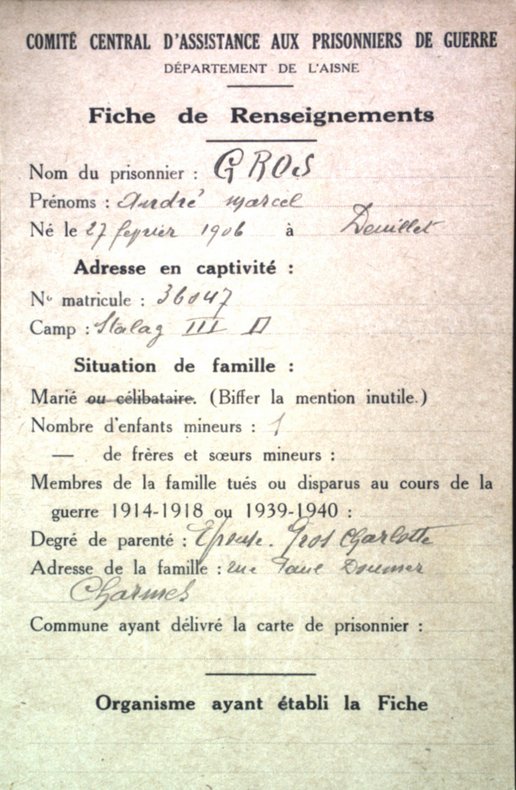 COMITÉ CENTRAL D'ASSISTANCE AUX PRISONNIERS DE GUERRE
DÉPARTEMENT DE L'AISNE
Fiche de Renseignements
Nom du prisonnier : GROS
Prénoms : André Marcel
Né le 27 fevrier 1906 à Deuillet
Adresse en captivité :
N° matricule : 36047
Camp : Stalag III D
Situation de famille :
Marié ou célibataire. (Biffer la mention inutile.)
Nombre d'enfants mineurs : 1
— de frères et sœurs mineurs :
Membres de la famille tués ou disparus au cours de la
guerre 1914-1918 ou 1939-1940 :
Degré de parenté : Epouse. Gros Charlotte
Adresse de la famille : rue Paul Doumer
Charmes
Commune ayant délivré la carte de prisonnier :
Organisme ayant établi la Fiche